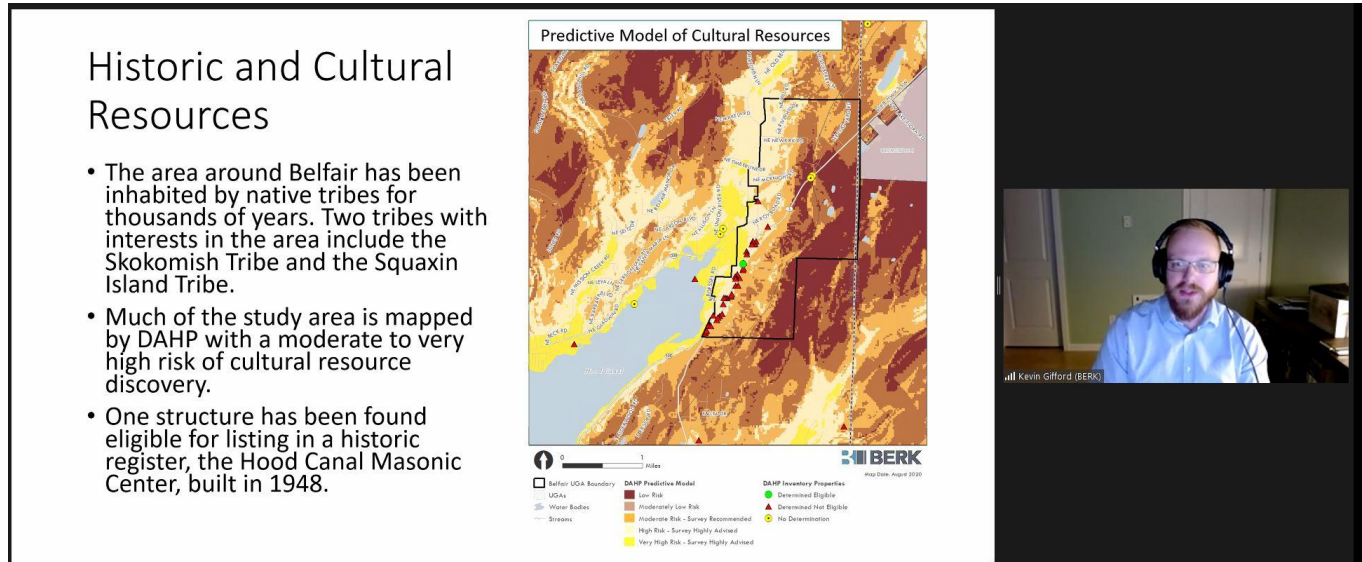 Historic and Cultural
Resources
• The area around Belfair has been
inhabited by native tribes for
thousands of years. Two tribes with
interests in the area include the
Skokomish Tribe and the Squaxin
Island Tribe.
• Much of the study area is mapped
by DAHP with a moderate to very
high risk of cultural resource
discovery.
• One structure has been found
eligible for listing in a historic
register, the Hood Canal Masonic
Center, built in 1948.
Predictive Model of Cultural Resources
0 1
Miles
BERK
Map Date: August 2020
Belfair UGA Boundary
UGAs
Water Bodies
Streams
DAHP Predictive Model
Low Risk
Moderately Low Risk
Moderate Risk - Survey Recommended
High Risk - Survey Highly Advised
Very High Risk - Survey Highly Advised
DAHP Inventory Properties
Determined Eligible
Determined Not Eligible
No Determination
Kevin Gifford (BERK)